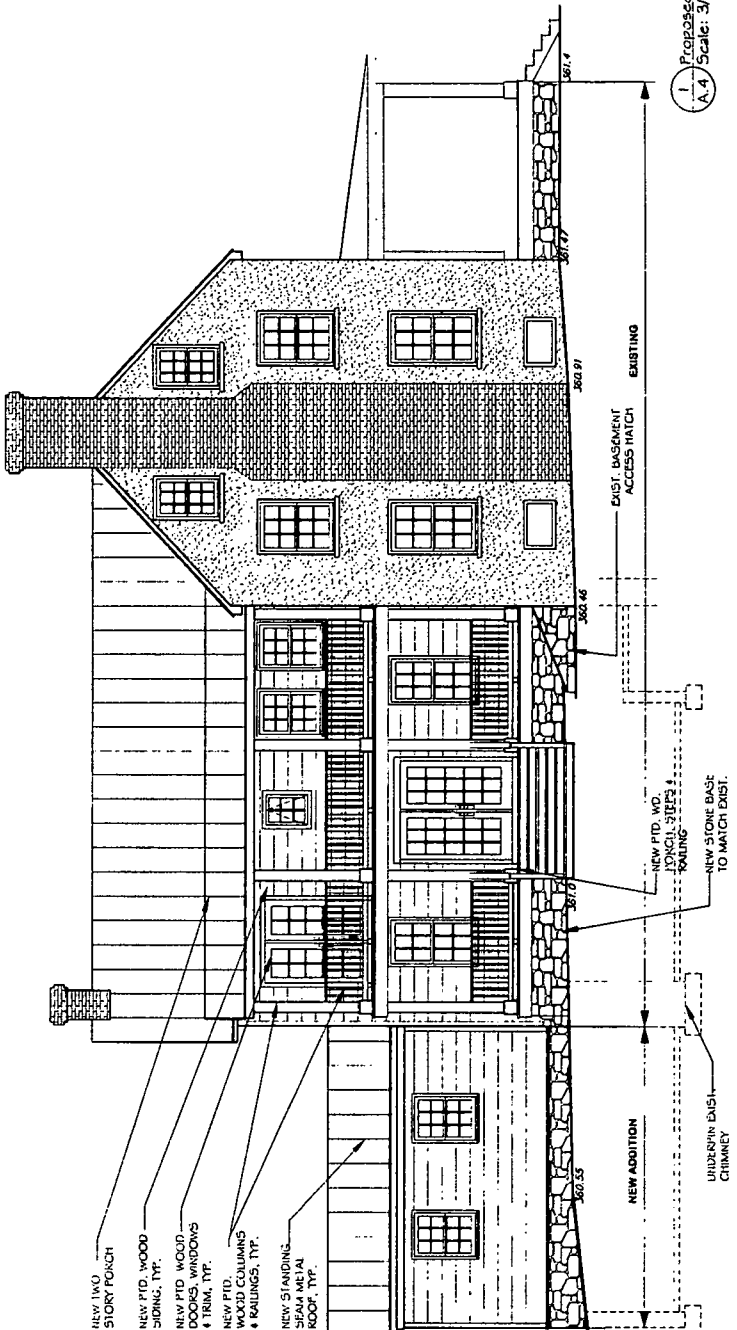 NEW TWO
STORY PORCH
NEW PTD. WOOD
SIDING, TYP.
NEW PTD. WOOD
DOORS, WINDOWS
& TRIM, TYP.
NEW PTD.
WOOD COLUMNS
& RAILINGS, TYP.
NEW STANDING
SEAM METAL
ROOF, TYP.
360.55
361.0
360.46
360.91
361.47
361.4
NEW ADDITION
EXISTING
EXIST. BASEMENT
ACCESS HATCH
NEW PTD. WD.
PORCH, STEPS &
RAILING
NEW STONE BASE
TO MATCH EXIST.
UNDERPIN EXIST.
CHIMNEY
1
A.4
Proposed
Scale: 3/